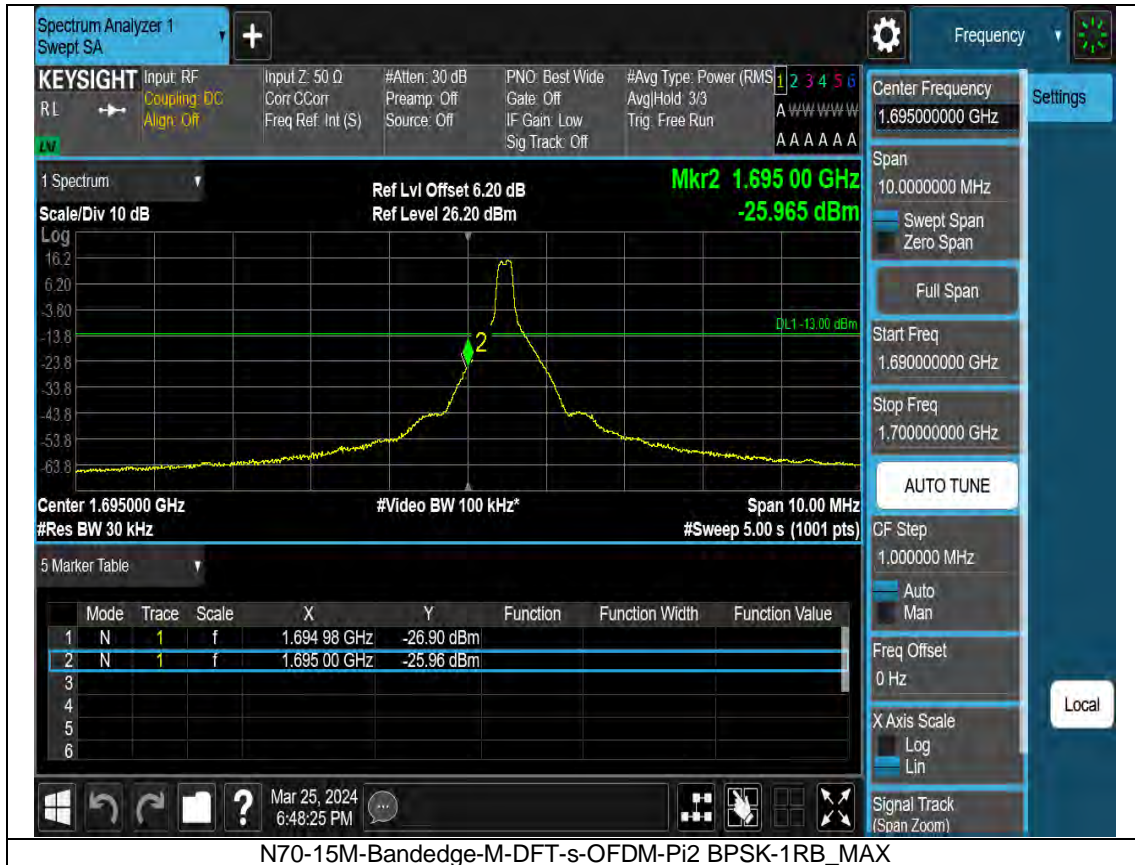 Spectrum Analyzer 1
Swept SA
Frequency
KEYSIGHT
RL
Input: RF
Coupling: DC
Align: Off
Input Z: 50 Ω
Corr CCorr
Freq Ref: Int (S)
#Atten: 30 dB
Preamp: Off
Source: Off
PNO: Best Wide
Gate: Off
IF Gain: Low
Sig Track: Off
#Avg Type: Power (RMS
Avg|Hold: 3/3
Trig: Free Run
1 2 3 4 5 6
A W W W W W
A A A A A A
1 Spectrum
Scale/Div 10 dB
Ref Lvl Offset 6.20 dB
Ref Level 26.20 dBm
Mkr2 1.695 00 GHz
-25.965 dBm
Log
16.2
6.20
-3.80
-13.8
-23.8
-33.8
-43.8
-53.8
-63.8
2
DL1 -13.00 dBm
Center 1.695000 GHz
#Video BW 100 kHz*
Span 10.00 MHz
#Res BW 30 kHz
#Sweep 5.00 s (1001 pts)
5 Marker Table
Mode Trace Scale X Y Function Function Width Function Value
1 N 1 f 1.694 98 GHz -26.90 dBm
2 N 1 f 1.695 00 GHz -25.96 dBm
3
4
5
6
Mar 25, 2024
6:48:25 PM
Center Frequency
1.695000000 GHz
Settings
Span
10.0000000 MHz
Swept Span
Zero Span
Full Span
Start Freq
1.690000000 GHz
Stop Freq
1.700000000 GHz
AUTO TUNE
CF Step
1.000000 MHz
Auto
Man
Freq Offset
0 Hz
X Axis Scale
Log
Lin
Local
Signal Track
(Span Zoom)
N70-15M-Bandedge-M-DFT-s-OFDM-Pi2 BPSK-1RB_MAX